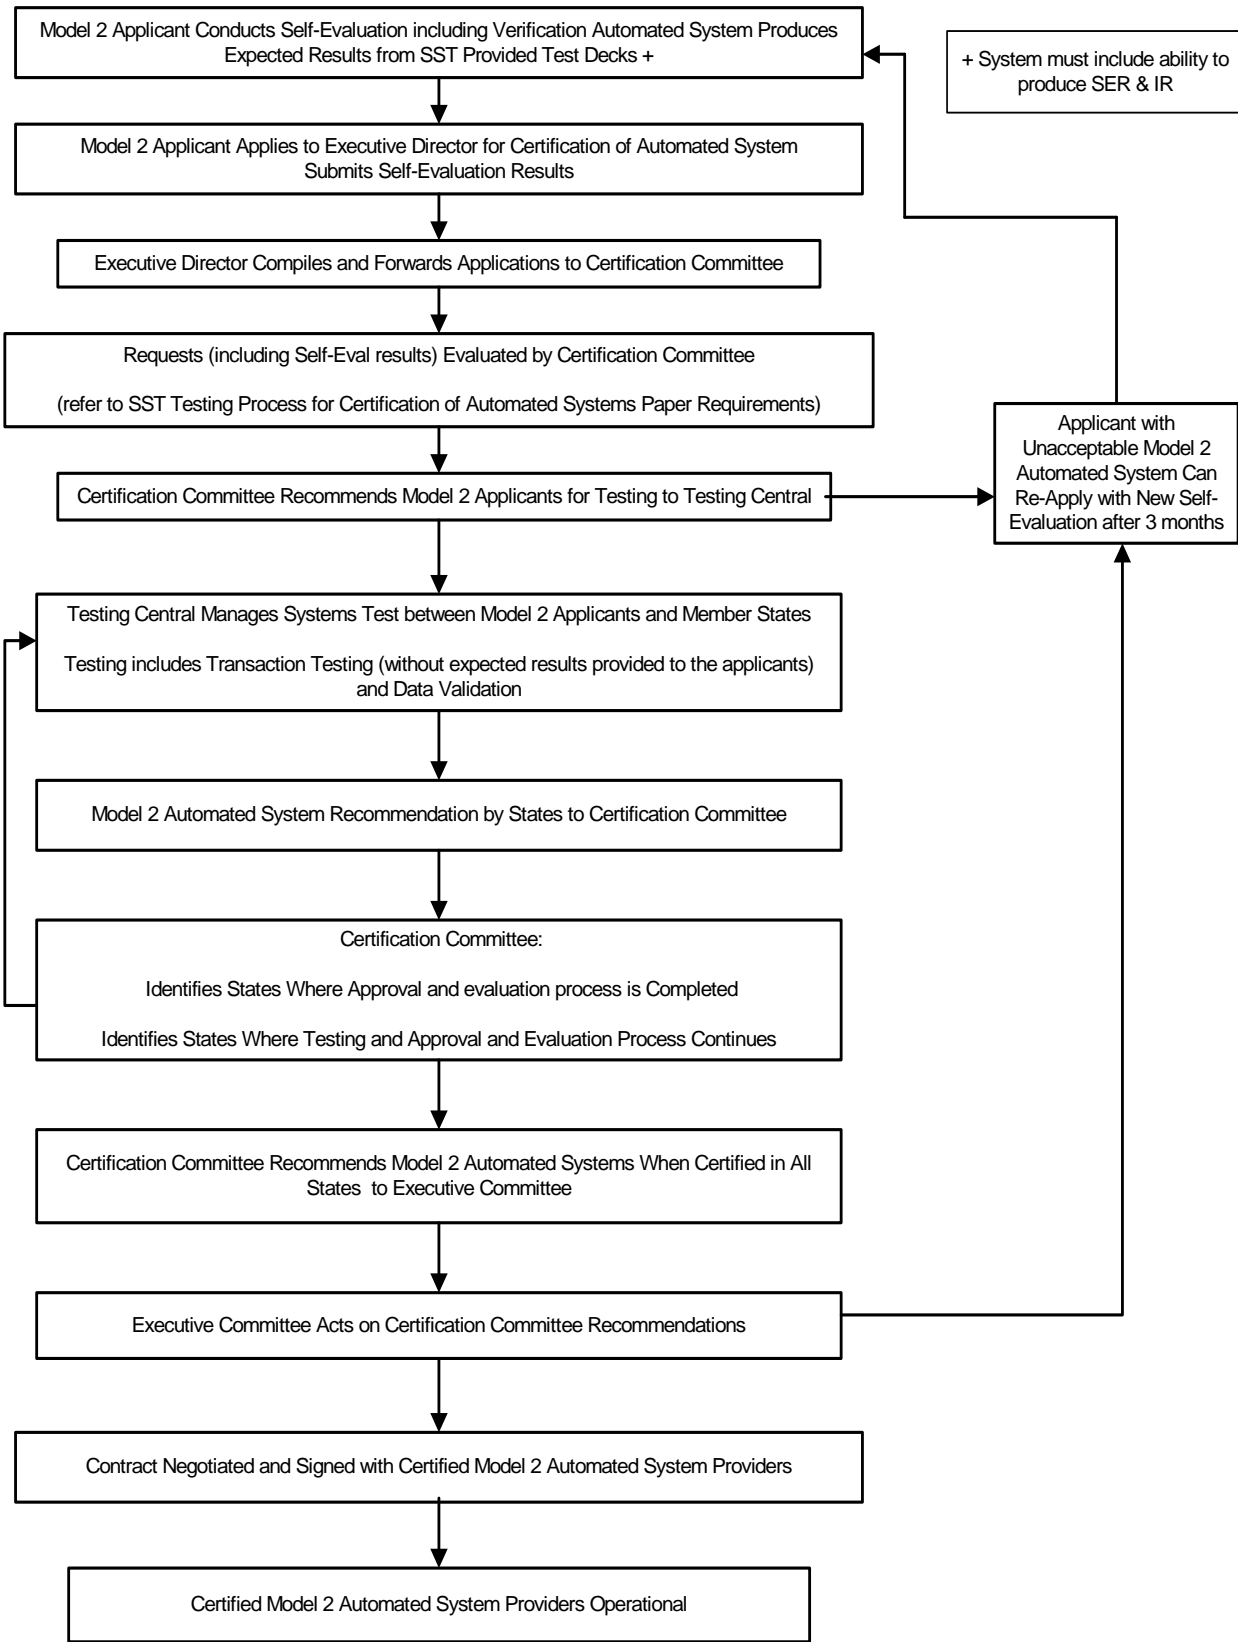 Model 2 Applicant Conducts Self-Evaluation including Verification Automated System Produces
Expected Results from SST Provided Test Decks +
+ System must include ability to
produce SER & IR
Model 2 Applicant Applies to Executive Director for Certification of Automated System
Submits Self-Evaluation Results
Executive Director Compiles and Forwards Applications to Certification Committee
Requests (including Self-Eval results) Evaluated by Certification Committee
(refer to SST Testing Process for Certification of Automated Systems Paper Requirements)
Applicant with
Unacceptable Model 2
Automated System Can
Re-Apply with New Self-
Evaluation after 3 months
Certification Committee Recommends Model 2 Applicants for Testing to Testing Central
Testing Central Manages Systems Test between Model 2 Applicants and Member States
Testing includes Transaction Testing (without expected results provided to the applicants)
and Data Validation
Model 2 Automated System Recommendation by States to Certification Committee
Certification Committee:
Identifies States Where Approval and evaluation process is Completed
Identifies States Where Testing and Approval and Evaluation Process Continues
Certification Committee Recommends Model 2 Automated Systems When Certified in All
States to Executive Committee
Executive Committee Acts on Certification Committee Recommendations
Contract Negotiated and Signed with Certified Model 2 Automated System Providers
Certified Model 2 Automated System Providers Operational